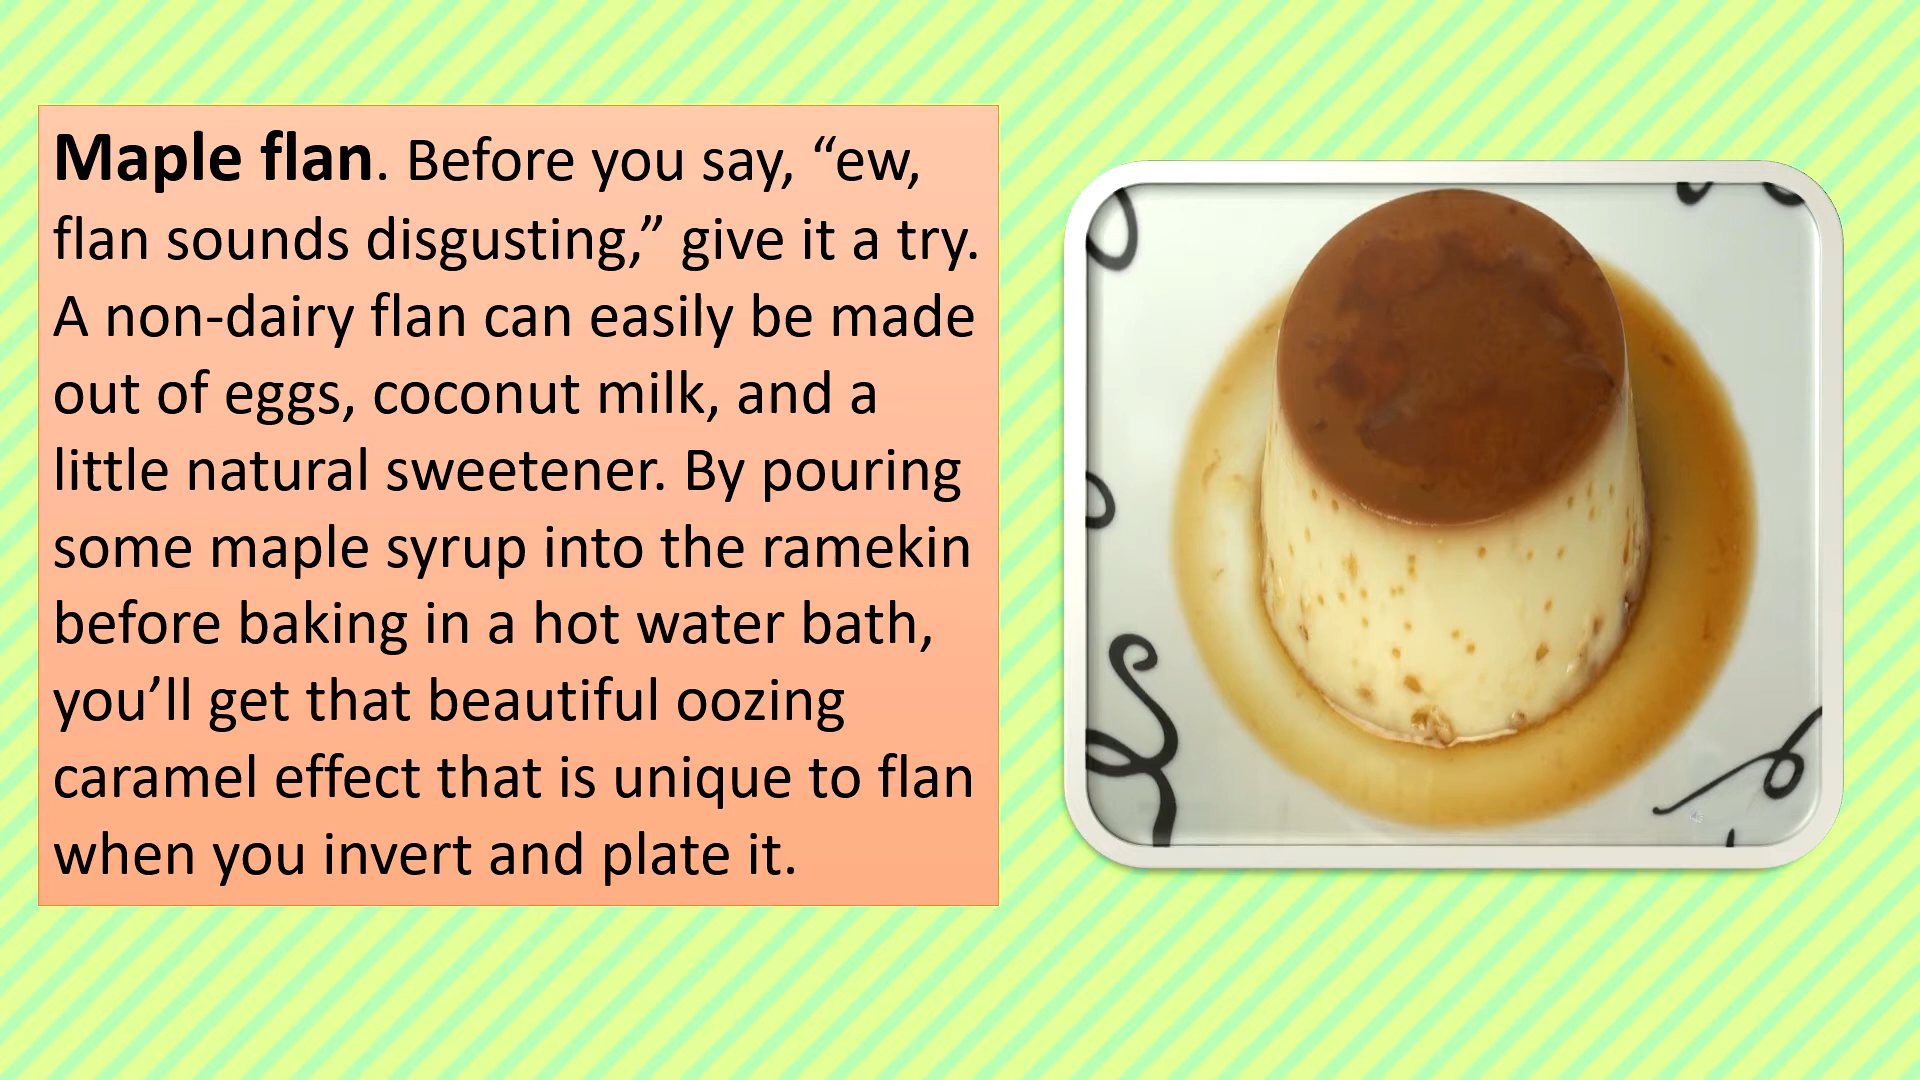 Maple flan. Before you say, “ew,
flan sounds disgusting,” give it a try.
A non-dairy flan can easily be made
out of eggs, coconut milk, and a
little natural sweetener. By pouring
some maple syrup into the ramekin
before baking in a hot water bath,
you’ll get that beautiful oozing
caramel effect that is unique to flan
when you invert and plate it.